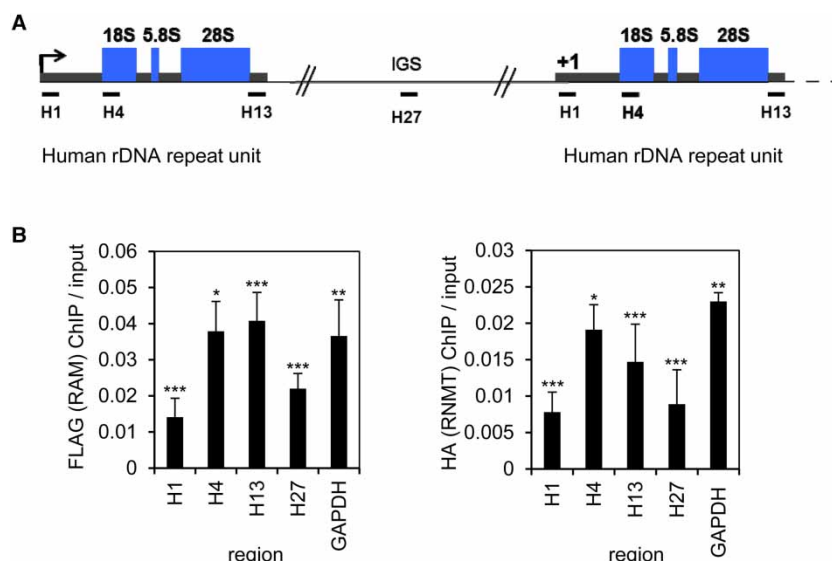 A
18S 5.8S 28S
IGS
+1
18S 5.8S 28S
H1 H4 H13
H27
H1 H4 H13
Human rDNA repeat unit
Human rDNA repeat unit
B
FLAG (RAM) ChIP / input
0.06
0.05
0.04
0.03
0.02
0.01
0
***
*
***
***
**
H1
H4
H13
H27
GAPDH
region
HA (RNMT) ChIP / input
0.03
0.025
0.02
0.015
0.01
0.005
0
***
*
***
***
**
H1
H4
H13
H27
GAPDH
region